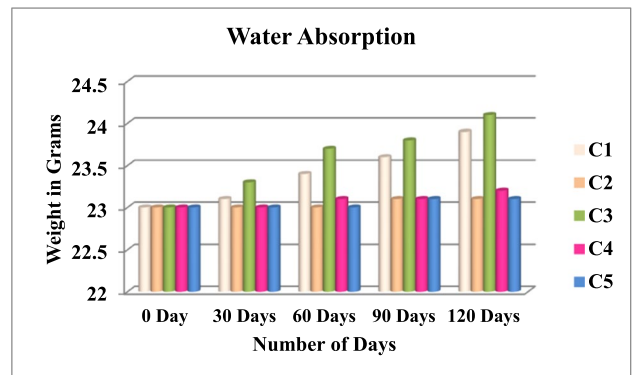 Water Absorption
Weight in Grams
24.5
24
23.5
23
22.5
22
0 Day 30 Days 60 Days 90 Days 120 Days
Number of Days
C1
C2
C3
C4
C5